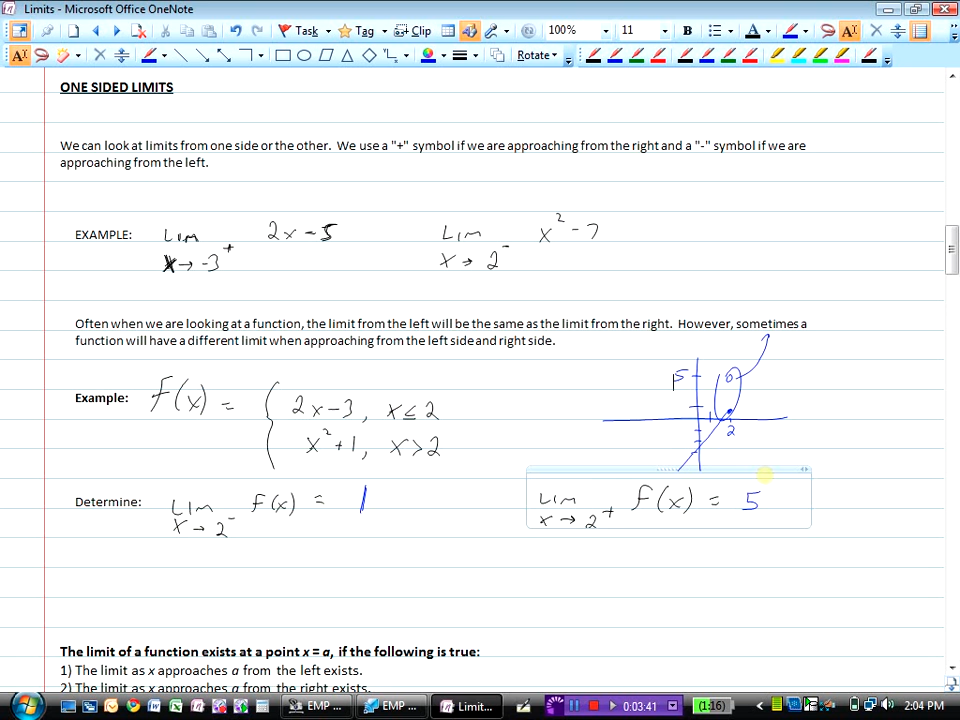 Limits - Microsoft Office OneNote
Task Tag Clip 100% 11 B A A
A Rotate
ONE SIDED LIMITS
We can look at limits from one side or the other. We use a "+" symbol if we are approaching from the right and a "-" symbol if we are
approaching from the left.
EXAMPLE: Lim x→-3⁺ 2x-5 Lim x→2⁻ x²-7
Often when we are looking at a function, the limit from the left will be the same as the limit from the right. However, sometimes a
function will have a different limit when approaching from the left side and right side.
5
2
Example: F(x) = { 2x-3, x≤2
x²+1, x>2
Determine: Lim x→2⁻ f(x) = 1 Lim x→2⁺ F(x) = 5
The limit of a function exists at a point x = a, if the following is true:
1) The limit as x approaches a from the left exists.
2) The limit as x approaches a from the right exists.
EMP ... EMP ... Limit... 0:03:41 (1:16) 2:04 PM